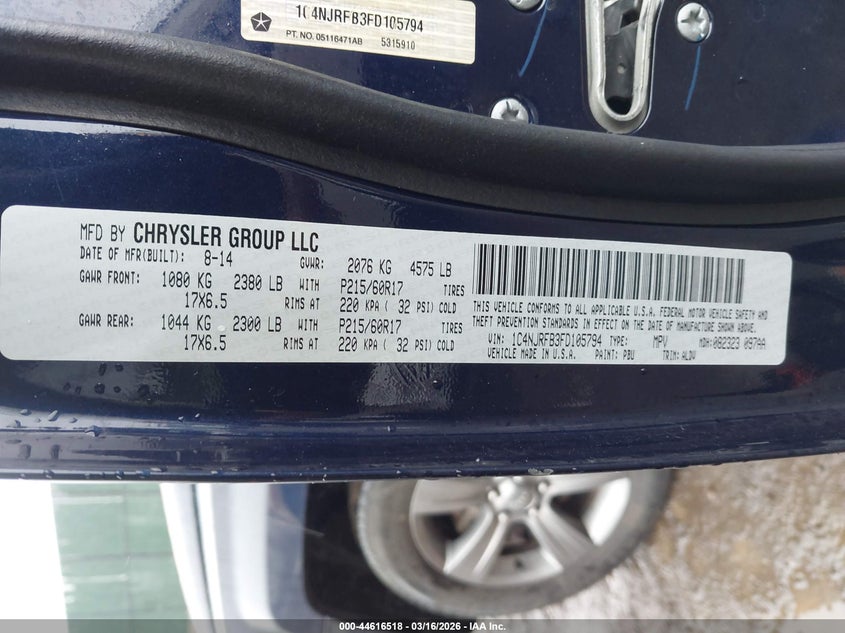 1C4NJRFB3FD105794
PT. NO. 05116471AB 5315910
MFD BY CHRYSLER GROUP LLC
DATE OF MFR(BUILT): 8-14 GVWR: 2076 KG 4575 LB
GAWR FRONT: 1080 KG 2380 LB WITH P215/60R17 TIRES
17X6.5 RIMS AT 220 KPA ( 32 PSI) COLD
GAWR REAR: 1044 KG 2300 LB WITH P215/60R17 TIRES
17X6.5 RIMS AT 220 KPA ( 32 PSI) COLD
THIS VEHICLE CONFORMS TO ALL APPLICABLE U.S.A. FEDERAL MOTOR VEHICLE SAFETY AND
THEFT PREVENTION STANDARDS IN EFFECT ON THE DATE OF MANUFACTURE SHOWN ABOVE.
VIN: 1C4NJRFB3FD105794 TYPE: MPV MDH: 082323 097AA
VEHICLE MADE IN U.S.A. PAINT: PBU TRIM: ALDV
000-44616518 - 03/16/2026 - IAA Inc.